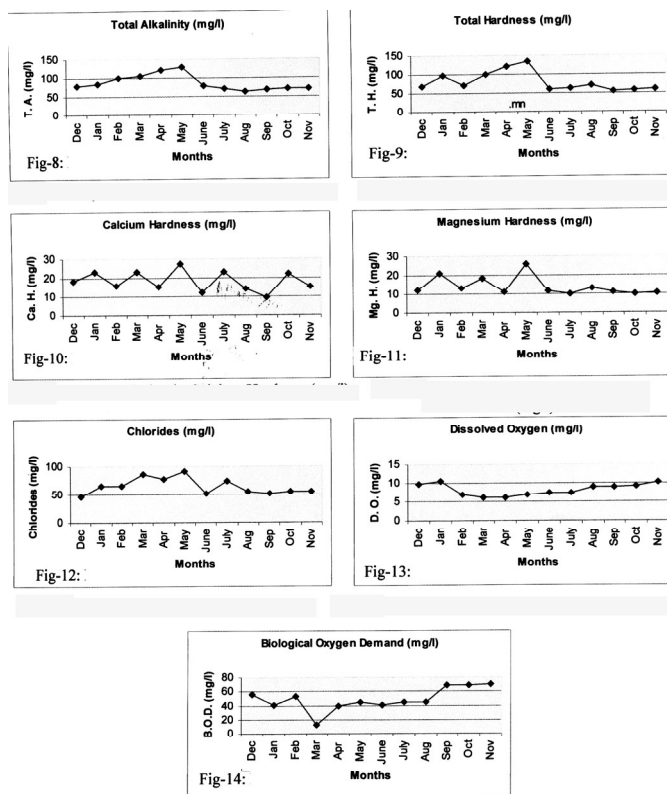 Total Alkalinity (mg/l)
T. A. (mg/l)
150
100
50
0
Dec Jan Feb Mar Apr May June July Aug Sep Oct Nov
Months
Fig-8:
Total Hardness (mg/l)
T. H. (mg/l)
150
100
50
0
.mn
Dec Jan Feb Mar Apr May June July Aug Sep Oct Nov
Months
Fig-9:
Calcium Hardness (mg/l)
Ca. H. (mg/l)
30
20
10
0
Dec Jan Feb Mar Apr May June July Aug Sep Oct Nov
Months
Fig-10:
Magnesium Hardness (mg/l)
Mg. H. (mg/l)
30
20
10
0
Dec Jan Feb Mar Apr May June July Aug Sep Oct Nov
Months
Fig-11:
Chlorides (mg/l)
Chlorides (mg/l)
100
50
0
Dec Jan Feb Mar Apr May June July Aug Sep Oct Nov
Months
Fig-12:
Dissolved Oxygen (mg/l)
D. O. (mg/l)
15
10
5
0
Dec Jan Feb Mar Apr May June July Aug Sep Oct Nov
Months
Fig-13:
Biological Oxygen Demand (mg/l)
B.O.D. (mg/l)
80
60
40
20
0
Dec Jan Feb Mar Apr May June July Aug Sep Oct Nov
Months
Fig-14: